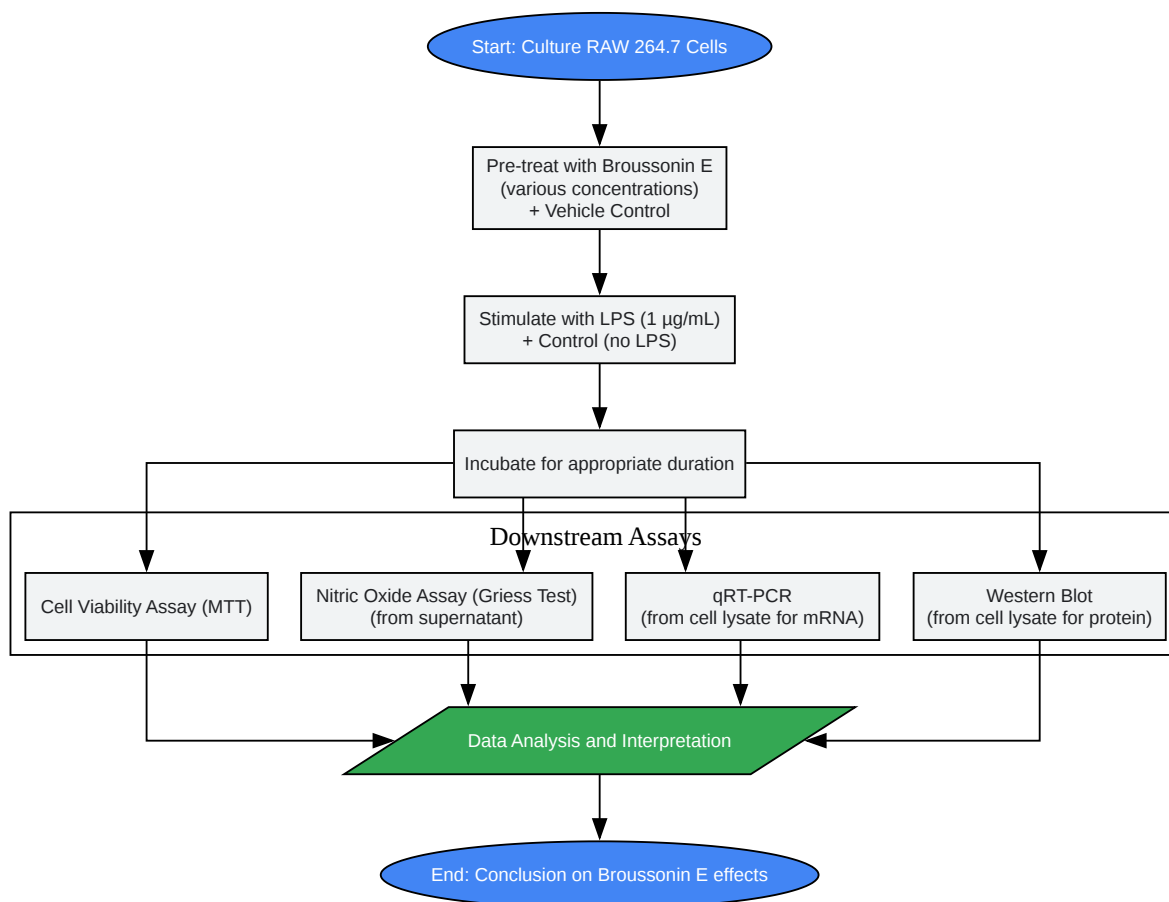 Start: Culture RAW 264.7 Cells
Pre-treat with Broussonin E
(various concentrations)
+ Vehicle Control
Stimulate with LPS (1 µg/mL)
+ Control (no LPS)
Incubate for appropriate duration
Downstream Assays
Cell Viability Assay (MTT)
Nitric Oxide Assay (Griess Test)
(from supernatant)
qRT-PCR
(from cell lysate for mRNA)
Western Blot
(from cell lysate for protein)
Data Analysis and Interpretation
End: Conclusion on Broussonin E effects